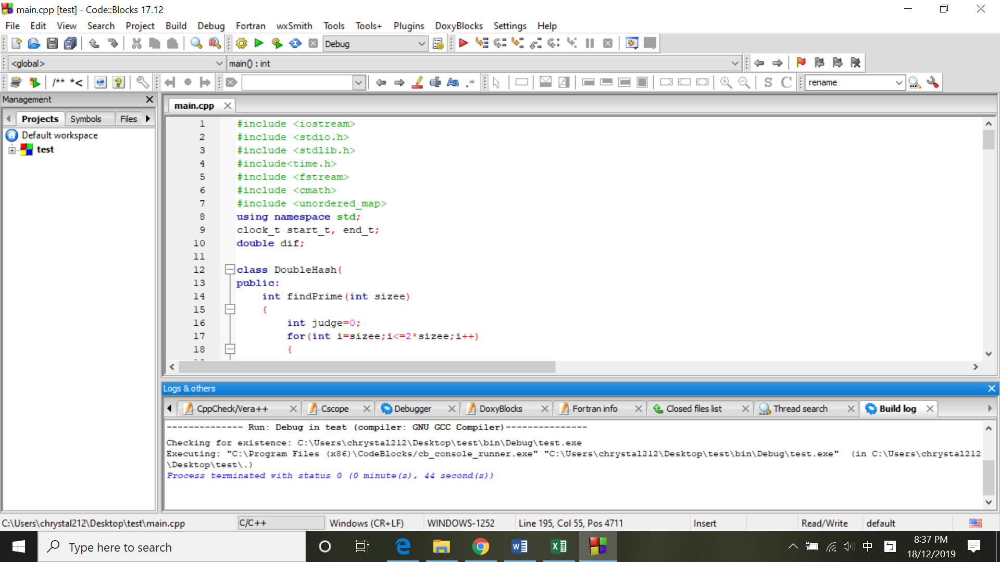 main.cpp [test] - Code::Blocks 17.12
File Edit View Search Project Build Debug Fortran wxSmith Tools Tools+ Plugins DoxyBlocks Settings Help
Debug
<global> main() : int
/** *<
S C rename
Management
Projects Symbols Files
Default workspace
test
main.cpp
1 #include <iostream>
2 #include <stdio.h>
3 #include <stdlib.h>
4 #include<time.h>
5 #include <fstream>
6 #include <cmath>
7 #include <unordered_map>
8 using namespace std;
9 clock_t start_t, end_t;
10 double dif;
11
12 class DoubleHash{
13 public:
14 int findPrime(int sizee)
15 {
16 int judge=0;
17 for(int i=sizee;i<=2*sizee;i++)
18 {
Logs & others
CppCheck/Vera++ Cscope Debugger DoxyBlocks Fortran info Closed files list Thread search Build log
-------------- Run: Debug in test (compiler: GNU GCC Compiler)---------------
Checking for existence: C:\Users\chrystal212\Desktop\test\bin\Debug\test.exe
Executing: "C:\Program Files (x86)\CodeBlocks/cb_console_runner.exe" "C:\Users\chrystal212\Desktop\test\bin\Debug\test.exe"  (in C:\Users\chrystal212
\Desktop\test\.)
Process terminated with status 0 (0 minute(s), 44 second(s))
C:\Users\chrystal212\Desktop\test\main.cpp C/C++ Windows (CR+LF) WINDOWS-1252 Line 195, Col 55, Pos 4711 Insert Read/Write default
Type here to search
中 ㄅ
8:37 PM
18/12/2019